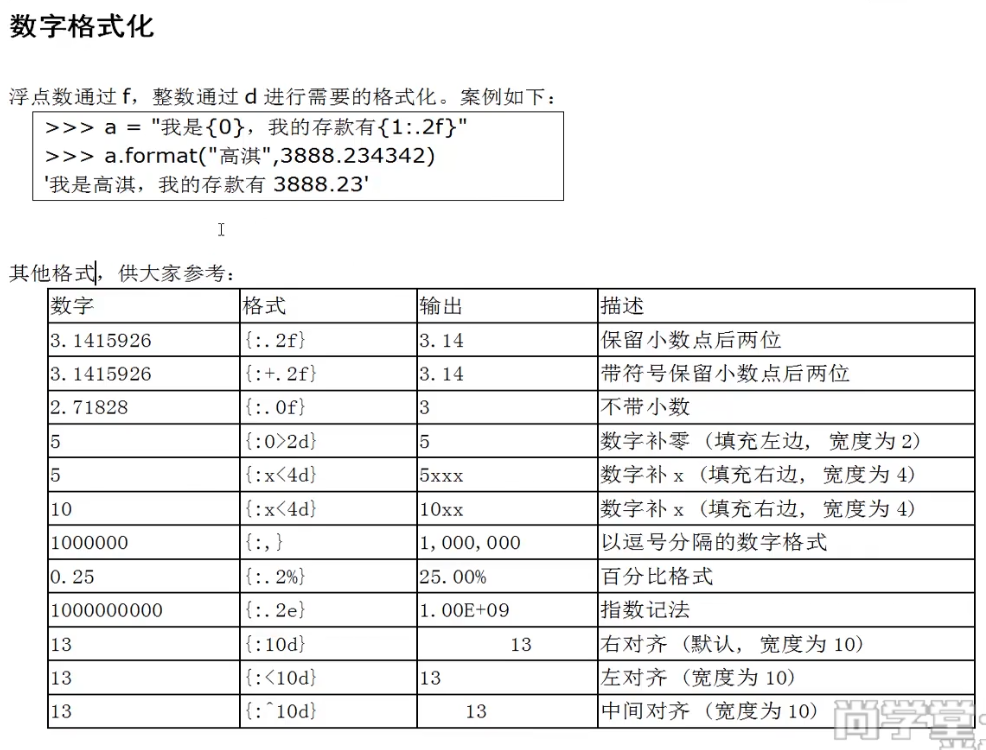 数字格式化
浮点数通过 f，整数通过 d 进行需要的格式化。案例如下：
>>> a = "我是{0}，我的存款有{1:.2f}"
>>> a.format("高淇",3888.234342)
'我是高淇，我的存款有 3888.23'
其他格式，供大家参考：
数字 格式 输出 描述
3.1415926 {:.2f} 3.14 保留小数点后两位
3.1415926 {:+.2f} 3.14 带符号保留小数点后两位
2.71828 {:.0f} 3 不带小数
5 {:0>2d} 5 数字补零 (填充左边, 宽度为 2)
5 {:x<4d} 5xxx 数字补 x (填充右边, 宽度为 4)
10 {:x<4d} 10xx 数字补 x (填充右边, 宽度为 4)
1000000 {:,} 1,000,000 以逗号分隔的数字格式
0.25 {:.2%} 25.00% 百分比格式
1000000000 {:.2e} 1.00E+09 指数记法
13 {:10d} 13 右对齐 (默认, 宽度为 10)
13 {:<10d} 13 左对齐 (宽度为 10)
13 {:^10d} 13 中间对齐 (宽度为 10)
尚学堂